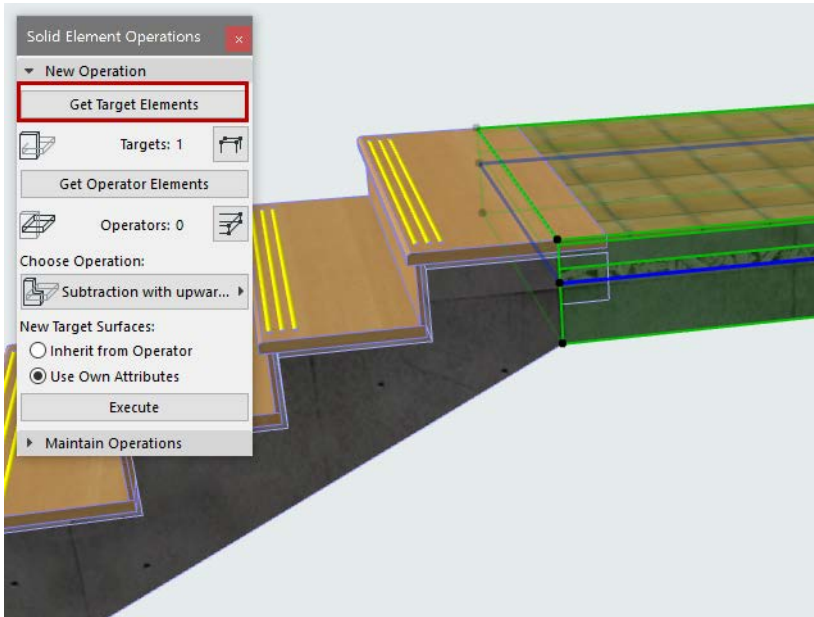 Solid Element Operations
New Operation
Get Target Elements
Targets: 1
Get Operator Elements
Operators: 0
Choose Operation:
Subtraction with upwar...
New Target Surfaces:
Inherit from Operator
Use Own Attributes
Execute
Maintain Operations